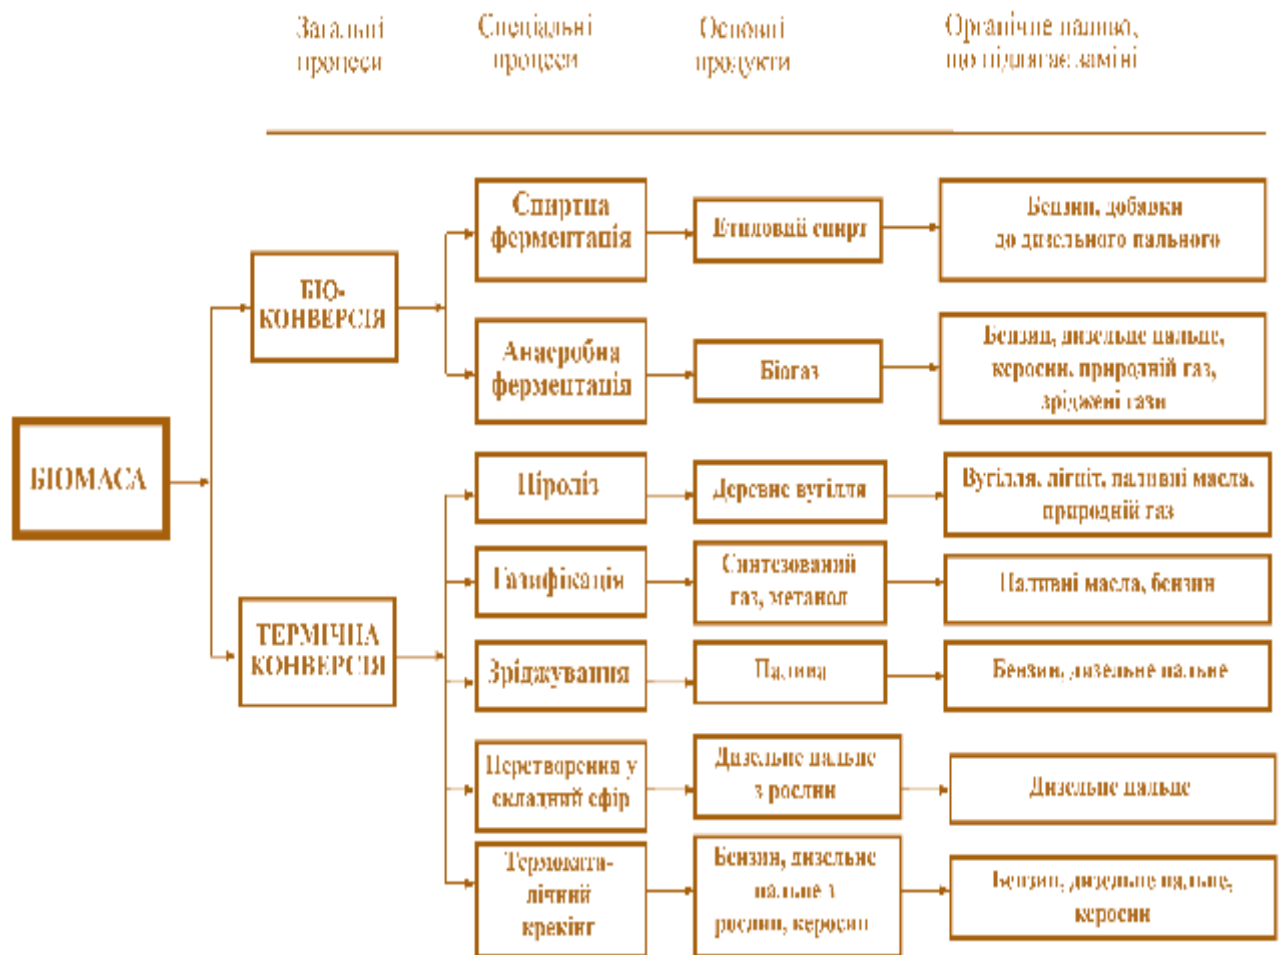 Загальні
процеси
Спеціальні
процеси
Основні
продукти
Органічне паливо,
що підлягає заміні
Спиртна
ферментація
Етиловий спирт
Бензин, добавки
до дизельного пального
БІО-
КОНВЕРСІЯ
Анаєробна
ферментація
Біогаз
Бензин, дизельне пальне,
керосин, природній газ,
зріджені гази
БІОМАСА
Піроліз
Деревне вугілля
Вугілля, лігніт, паливні масла,
природній газ
Газифікація
Синтезований
газ, метанол
Паливні масла, бензин
ТЕРМІЧНА
КОНВЕРСІЯ
Зріджування
Палива
Бензин, дизельне пальне
Перетворення у
складний ефір
Дизельне пальне
з рослин
Дизельне пальне
Термоката-
лічний
крекінг
Бензин, дизельне
пальне з
рослин, керосин
Бензин, дизельне пальне,
керосин